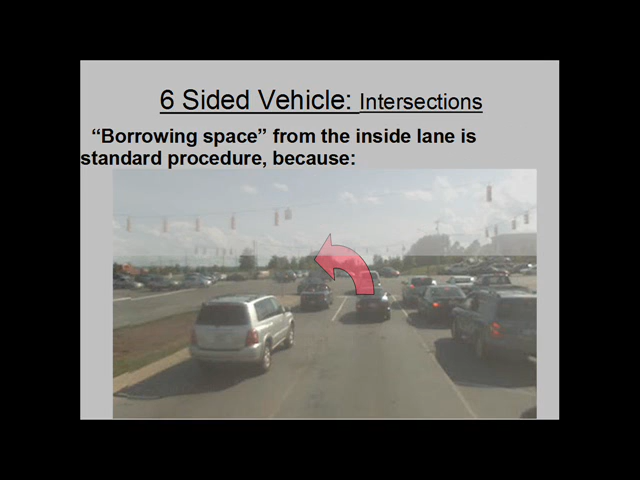 6 Sided Vehicle: Intersections
“Borrowing space” from the inside lane is
standard procedure, because: